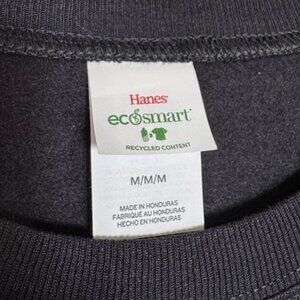 Hanes
ecosmart
RECYCLED CONTENT
M/M/M
MADE IN HONDURAS
FABRIQUÉ AU HONDURAS
HECHO EN HONDURAS